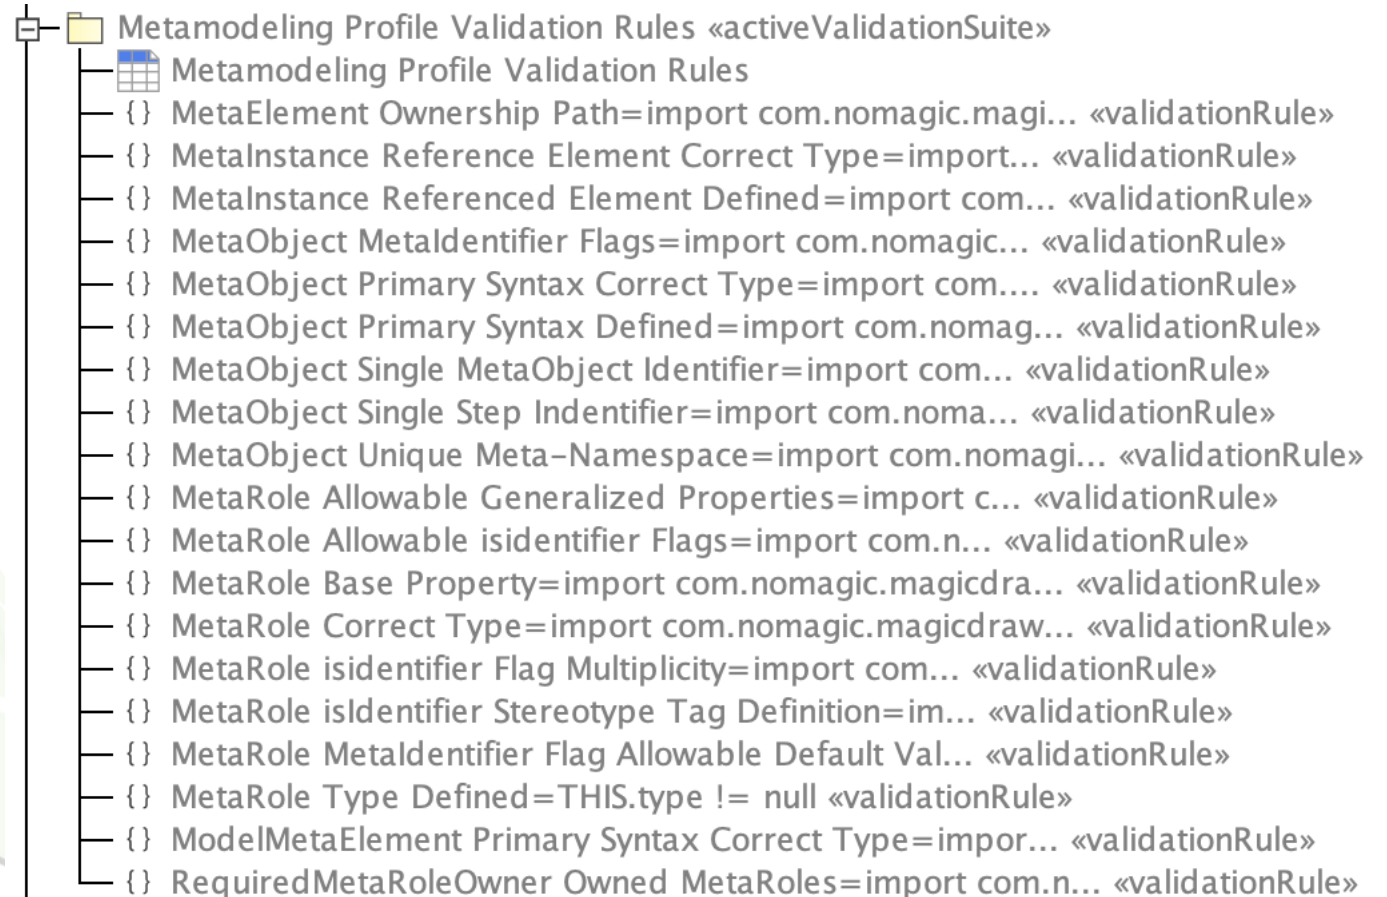 Metamodeling Profile Validation Rules «activeValidationSuite»
Metamodeling Profile Validation Rules
{} MetaElement Ownership Path=import com.nomagic.magi... «validationRule»
{} MetaInstance Reference Element Correct Type=import... «validationRule»
{} MetaInstance Referenced Element Defined=import com... «validationRule»
{} MetaObject MetaIdentifier Flags=import com.nomagic... «validationRule»
{} MetaObject Primary Syntax Correct Type=import com.... «validationRule»
{} MetaObject Primary Syntax Defined=import com.nomag... «validationRule»
{} MetaObject Single MetaObject Identifier=import com... «validationRule»
{} MetaObject Single Step Indentifier=import com.noma... «validationRule»
{} MetaObject Unique Meta-Namespace=import com.nomagi... «validationRule»
{} MetaRole Allowable Generalized Properties=import c... «validationRule»
{} MetaRole Allowable isidentifier Flags=import com.n... «validationRule»
{} MetaRole Base Property=import com.nomagic.magicdra... «validationRule»
{} MetaRole Correct Type=import com.nomagic.magicdraw... «validationRule»
{} MetaRole isidentifier Flag Multiplicity=import com... «validationRule»
{} MetaRole isIdentifier Stereotype Tag Definition=im... «validationRule»
{} MetaRole MetaIdentifier Flag Allowable Default Val... «validationRule»
{} MetaRole Type Defined=THIS.type != null «validationRule»
{} ModelMetaElement Primary Syntax Correct Type=impor... «validationRule»
{} RequiredMetaRoleOwner Owned MetaRoles=import com.n... «validationRule»